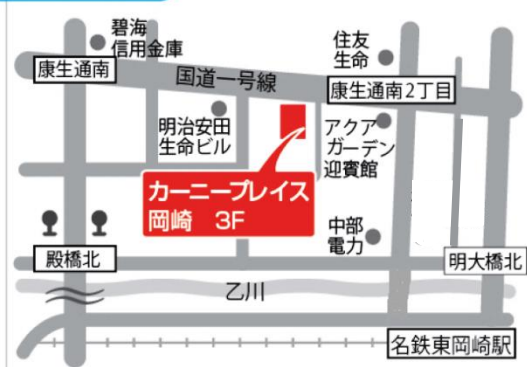 碧海
信用金庫
住友
生命
康生通南
国道一号線
康生通南2丁目
明治安田
生命ビル
アクア
ガーデン
迎賓館
カーニープレイス
岡崎 3F
中部
電力
殿橋北
明大橋北
乙川
名鉄東岡崎駅